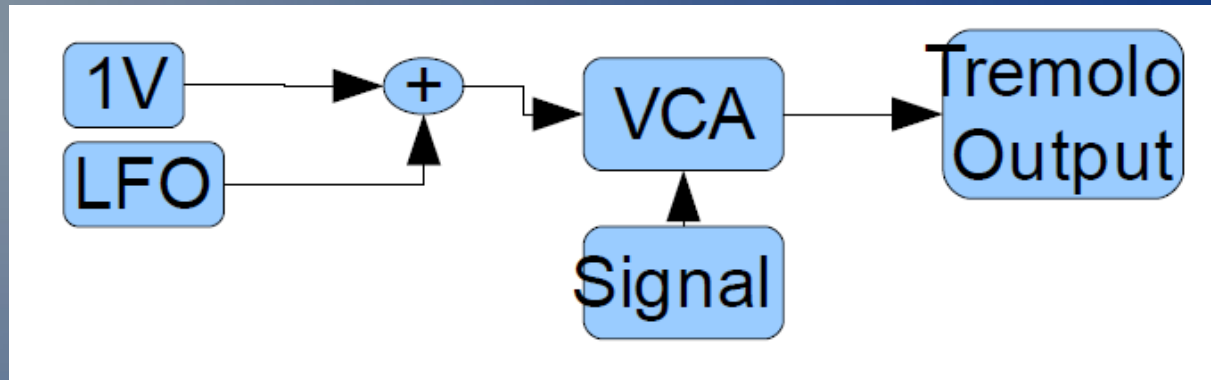 1V
LFO
+
VCA
Signal
Tremolo
Output